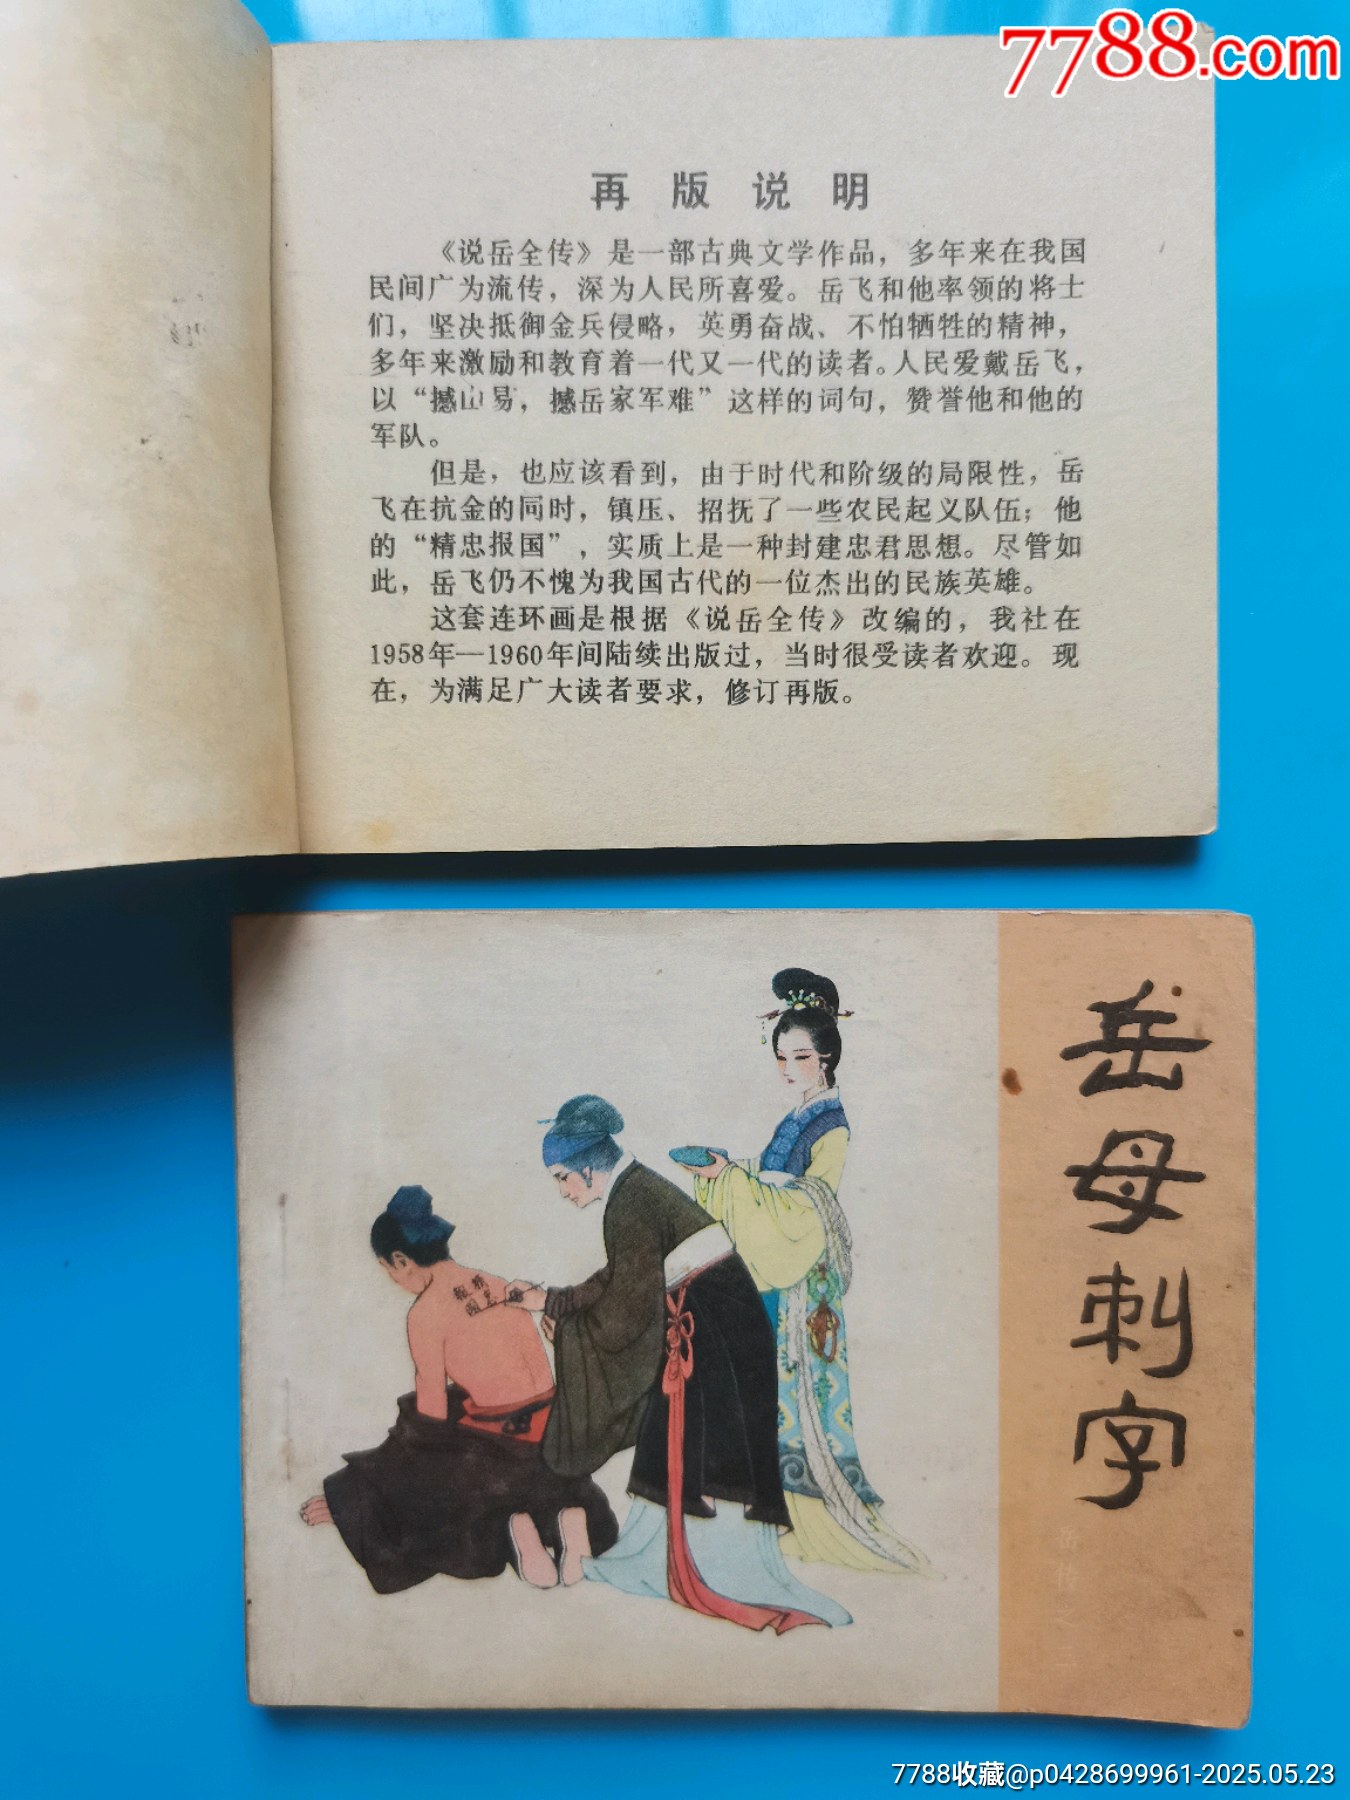 7788.com
再版说明
《说岳全传》是一部古典文学作品，多年来在我国
民间广为流传，深为人民所喜爱。岳飞和他率领的将士
们，坚决抵御金兵侵略，英勇奋战、不怕牺牲的精神，
多年来激励和教育着一代又一代的读者。人民爱戴岳飞，
以“撼山易，撼岳家军难”这样的词句，赞誉他和他的
军队。
但是，也应该看到，由于时代和阶级的局限性，岳
飞在抗金的同时，镇压、招抚了一些农民起义队伍；他
的“精忠报国”，实质上是一种封建忠君思想。尽管如
此，岳飞仍不愧为我国古代的一位杰出的民族英雄。
这套连环画是根据《说岳全传》改编的，我社在
1958年—1960年间陆续出版过，当时很受读者欢迎。现
在，为满足广大读者要求，修订再版。
岳母刺字
精忠
报国
7788收藏@p0428699961-2025.05.23